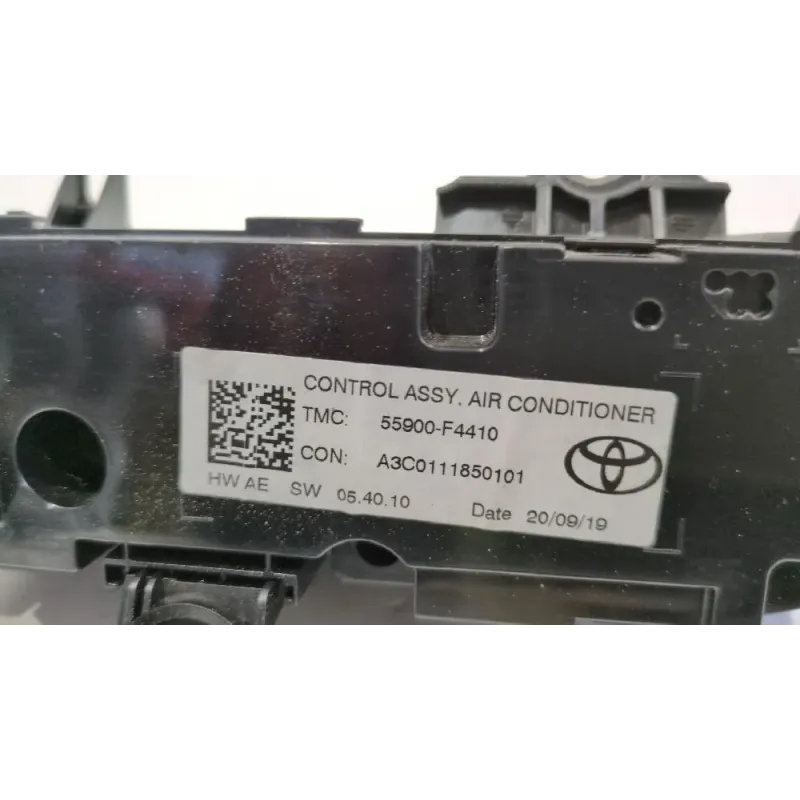 CONTROL ASSY. AIR CONDITIONER
TMC: 55900-F4410
CON: A3C0111850101
HW AE SW 05.40.10 Date 20/09/19